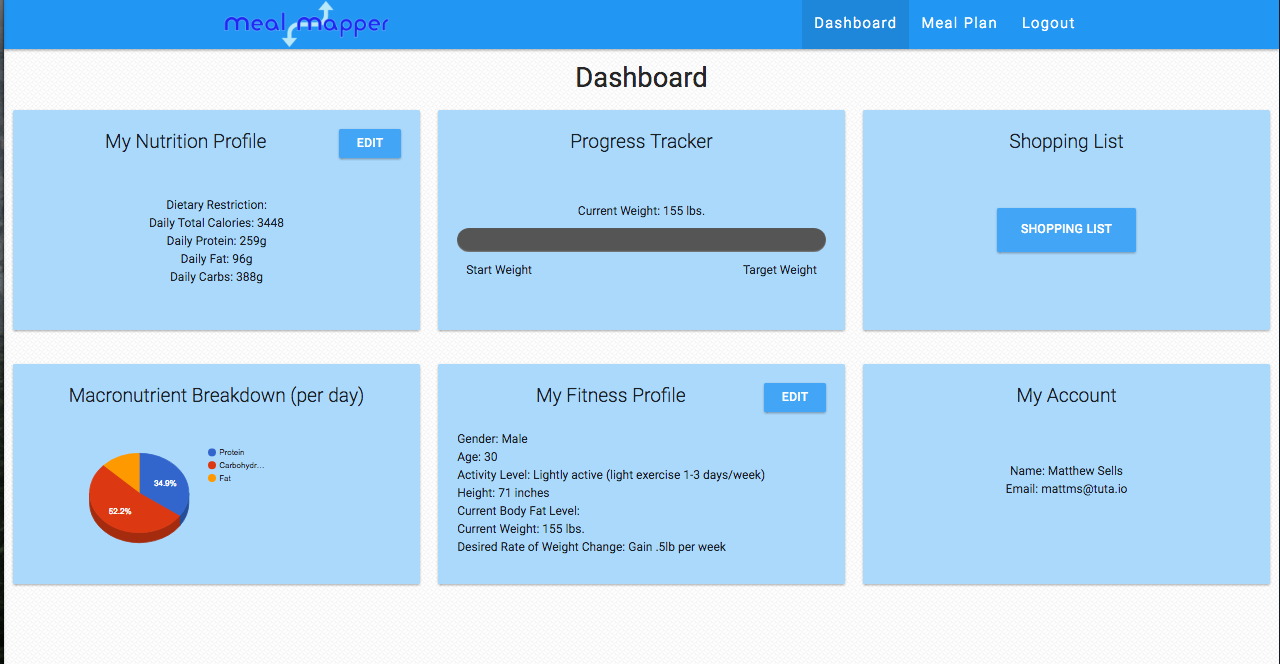 meal mapper
Dashboard
Meal Plan
Logout
Dashboard
My Nutrition Profile
EDIT
Dietary Restriction:
Daily Total Calories: 3448
Daily Protein: 259g
Daily Fat: 96g
Daily Carbs: 388g
Progress Tracker
Current Weight: 155 lbs.
Start Weight
Target Weight
Shopping List
SHOPPING LIST
Macronutrient Breakdown (per day)
34.9%
52.2%
Protein
Carbohydr...
Fat
My Fitness Profile
EDIT
Gender: Male
Age: 30
Activity Level: Lightly active (light exercise 1-3 days/week)
Height: 71 inches
Current Body Fat Level:
Current Weight: 155 lbs.
Desired Rate of Weight Change: Gain .5lb per week
My Account
Name: Matthew Sells
Email: mattms@tuta.io